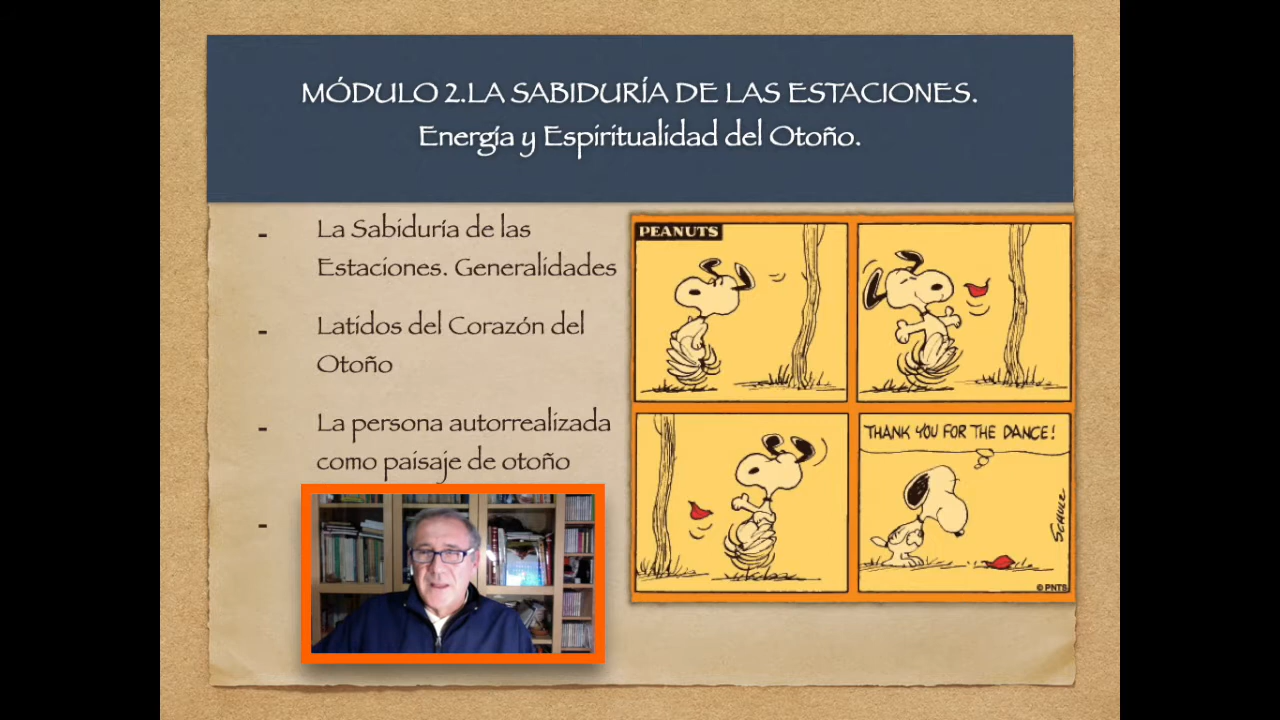 MÓDULO 2.LA SABIDURÍA DE LAS ESTACIONES.
Energía y Espiritualidad del Otoño.
- La Sabiduría de las
Estaciones. Generalidades
- Latidos del Corazón del
Otoño
- La persona autorrealizada
como paisaje de otoño
-
PEANUTS
THANK YOU FOR THE DANCE!
SCHULZ
© PNTS